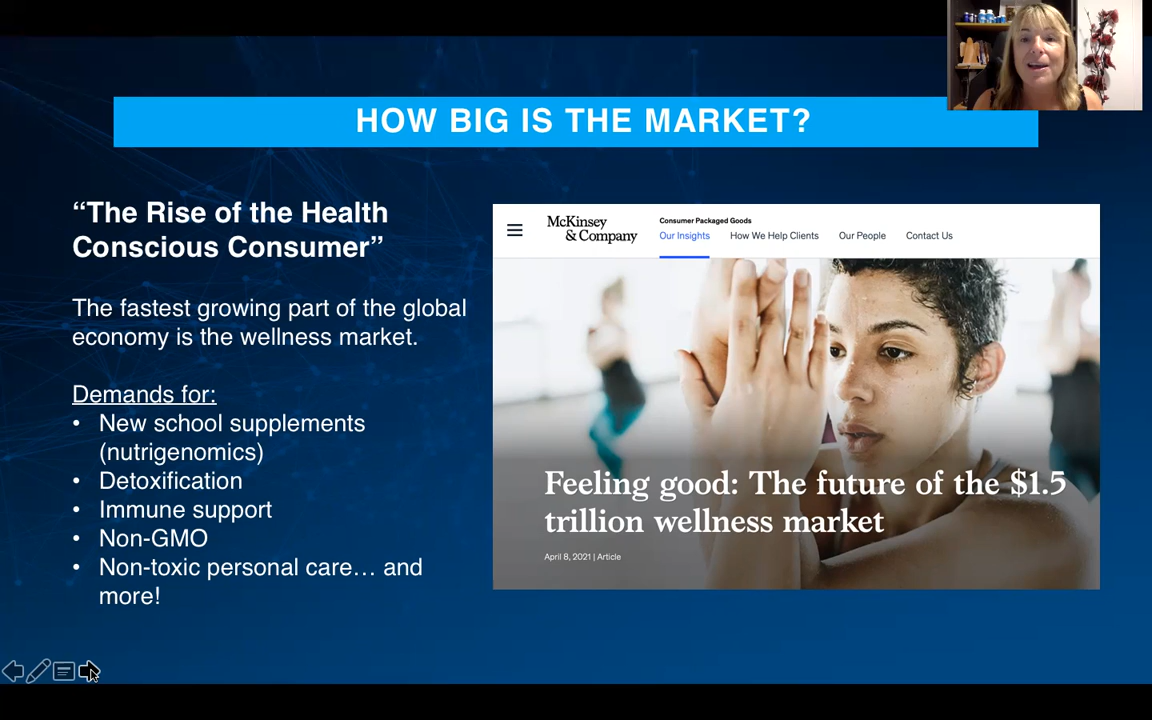 HOW BIG IS THE MARKET?
“The Rise of the Health
Conscious Consumer”
The fastest growing part of the global
economy is the wellness market.
Demands for:
• New school supplements
(nutrigenomics)
• Detoxification
• Immune support
• Non-GMO
• Non-toxic personal care… and
more!
McKinsey
& Company
Consumer Packaged Goods
Our Insights How We Help Clients Our People Contact Us
Feeling good: The future of the $1.5
trillion wellness market
April 8, 2021 | Article